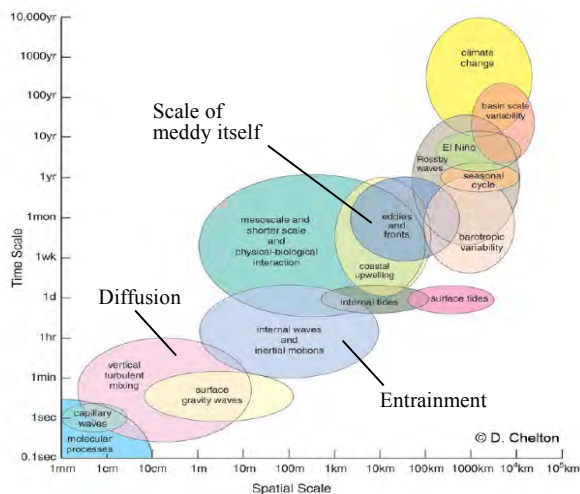 10,000yr
1000yr
100yr
10yr
1yr
1mon
1wk
1d
1hr
1min
1sec
0.1sec
Time Scale
climate
change
basin scale
variability
Scale of
meddy itself
El Niño
Rossby
waves
seasonal
cycle
mesoscale and
shorter scale
and
physical-biological
interaction
eddies
and
fronts
barotropic
variability
coastal
upwelling
Diffusion
internal tides
surface tides
internal waves
and
inertial motions
vertical
turbulent
mixing
surface
gravity waves
Entrainment
capillary
waves
molecular
processes
© D. Chelton
1mm
1cm
10cm
1m
10m
100m
1km
10km
100km
1000km
10⁴km
10⁵km
Spatial Scale